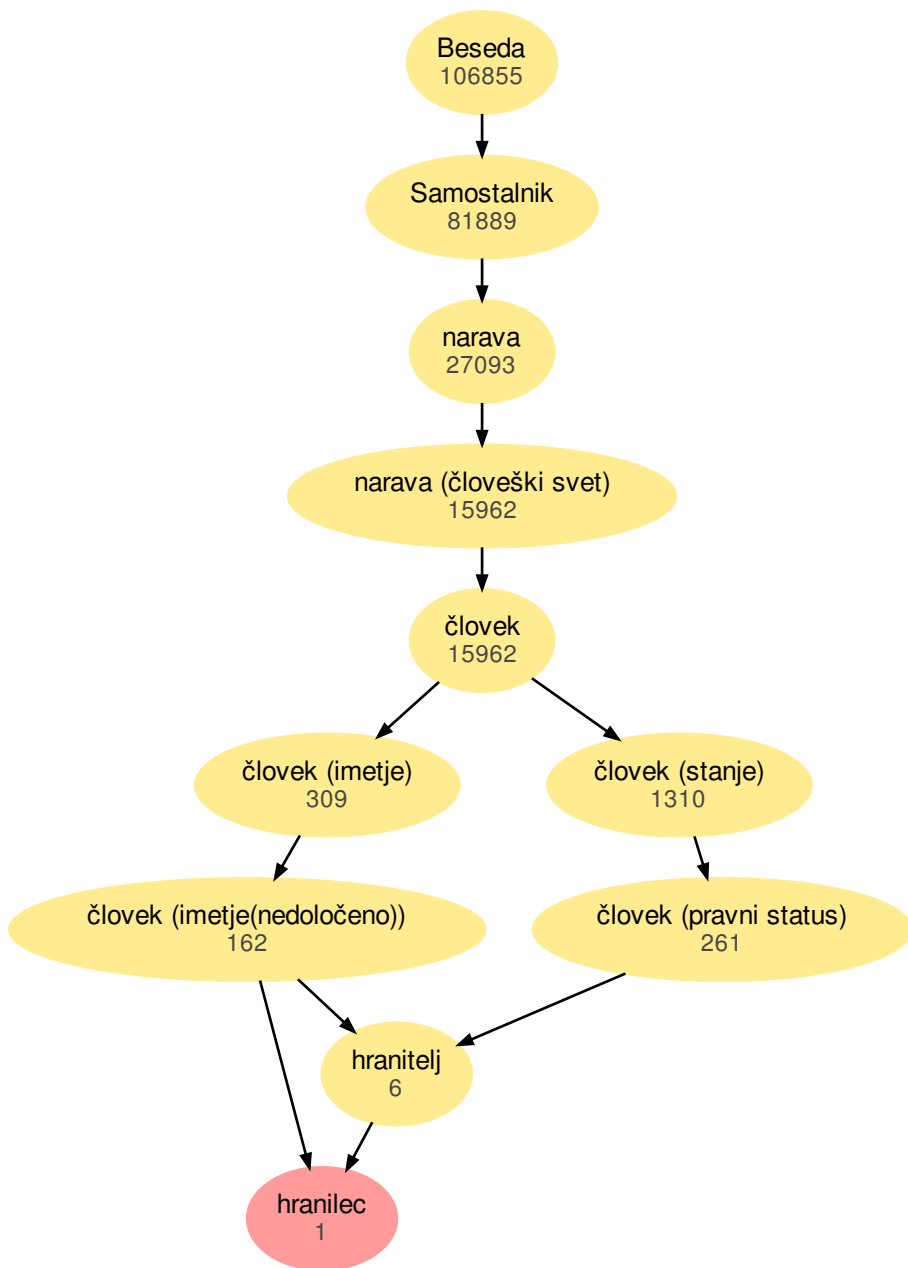 Beseda
106855
Samostalnik
81889
narava
27093
narava (človeški svet)
15962
človek
15962
človek (imetje)
309
človek (stanje)
1310
človek (imetje(nedoločeno))
162
človek (pravni status)
261
hranitelj
6
hranilec
1